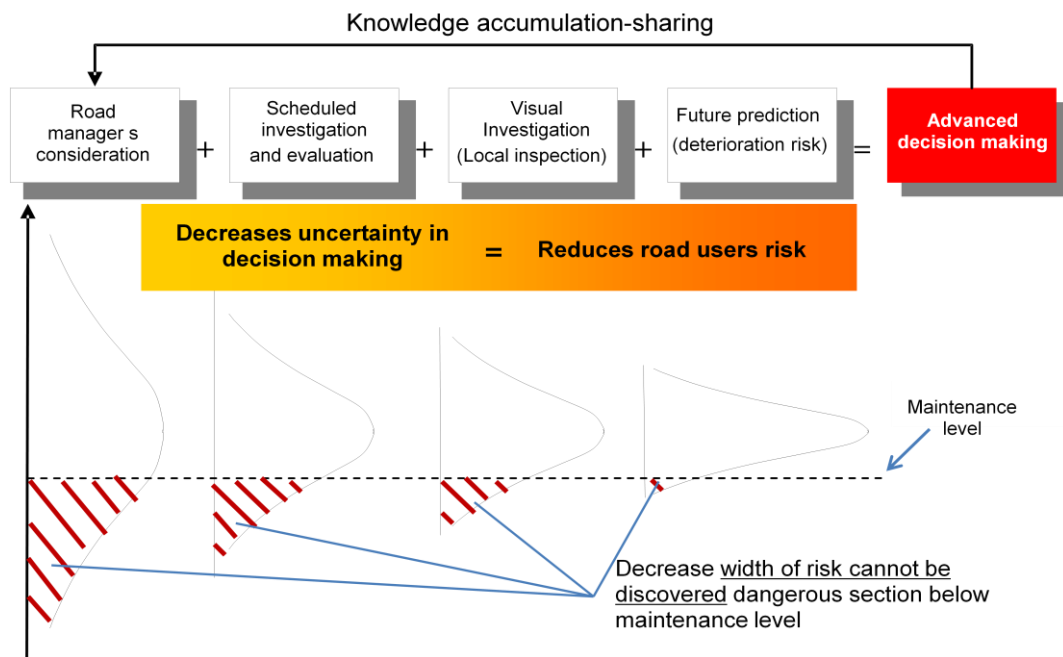 Knowledge accumulation-sharing
Road
manager s
consideration
+
Scheduled
investigation
and evaluation
+
Visual
Investigation
(Local inspection)
+
Future prediction
(deterioration risk)
=
Advanced
decision making
Decreases uncertainty in
decision making
=
Reduces road users risk
Maintenance
level
Decrease width of risk cannot be
discovered dangerous section below
maintenance level